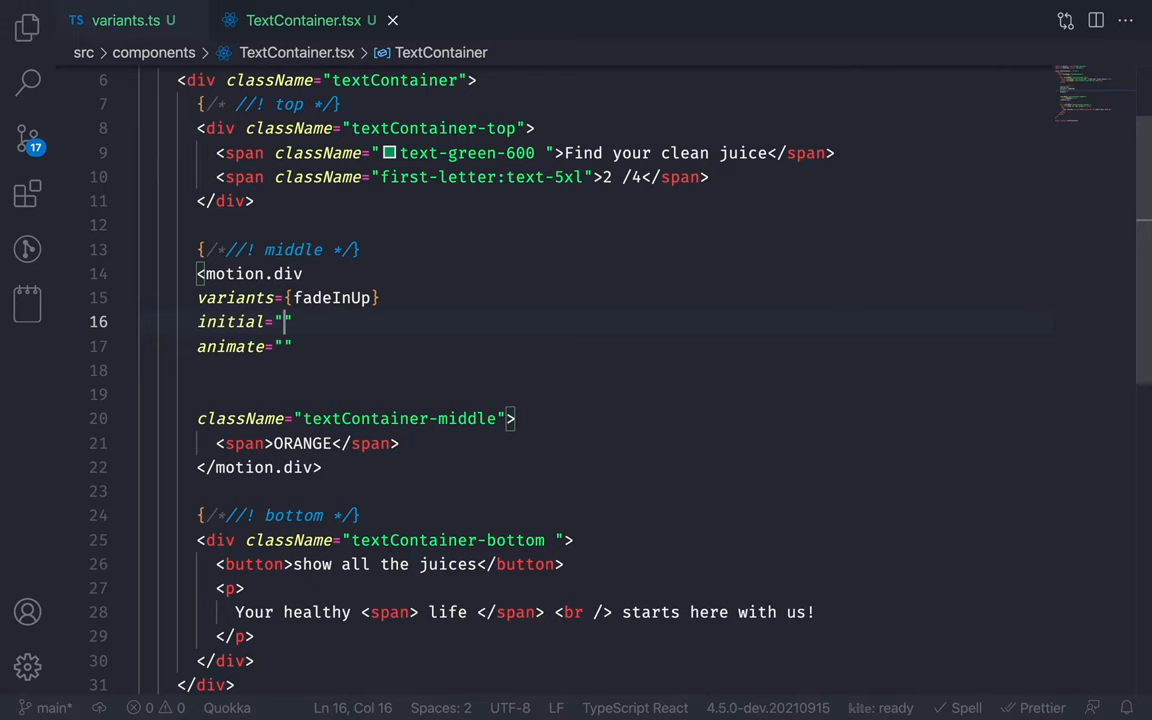 TS variants.ts U
TextContainer.tsx U
src > components > TextContainer.tsx > TextContainer
17
6 <div className="textContainer">
7 {/* //! top */}
8 <div className="textContainer-top">
9 <span className="text-green-600 ">Find your clean juice</span>
10 <span className="first-letter:text-5xl">2 /4</span>
11 </div>
12
13 {/*//! middle */}
14 <motion.div
15 variants={fadeInUp}
16 initial=""
17 animate=""
18
19
20 className="textContainer-middle">
21 <span>ORANGE</span>
22 </motion.div>
23
24 {/*//! bottom */}
25 <div className="textContainer-bottom ">
26 <button>show all the juices</button>
27 <p>
28 Your healthy <span> life </span> <br /> starts here with us!
29 </p>
30 </div>
31 </div>
main* 0 0 Quokka Ln 16, Col 16 Spaces: 2 UTF-8 LF TypeScript React 4.5.0-dev.20210915 kite: ready Spell Prettier